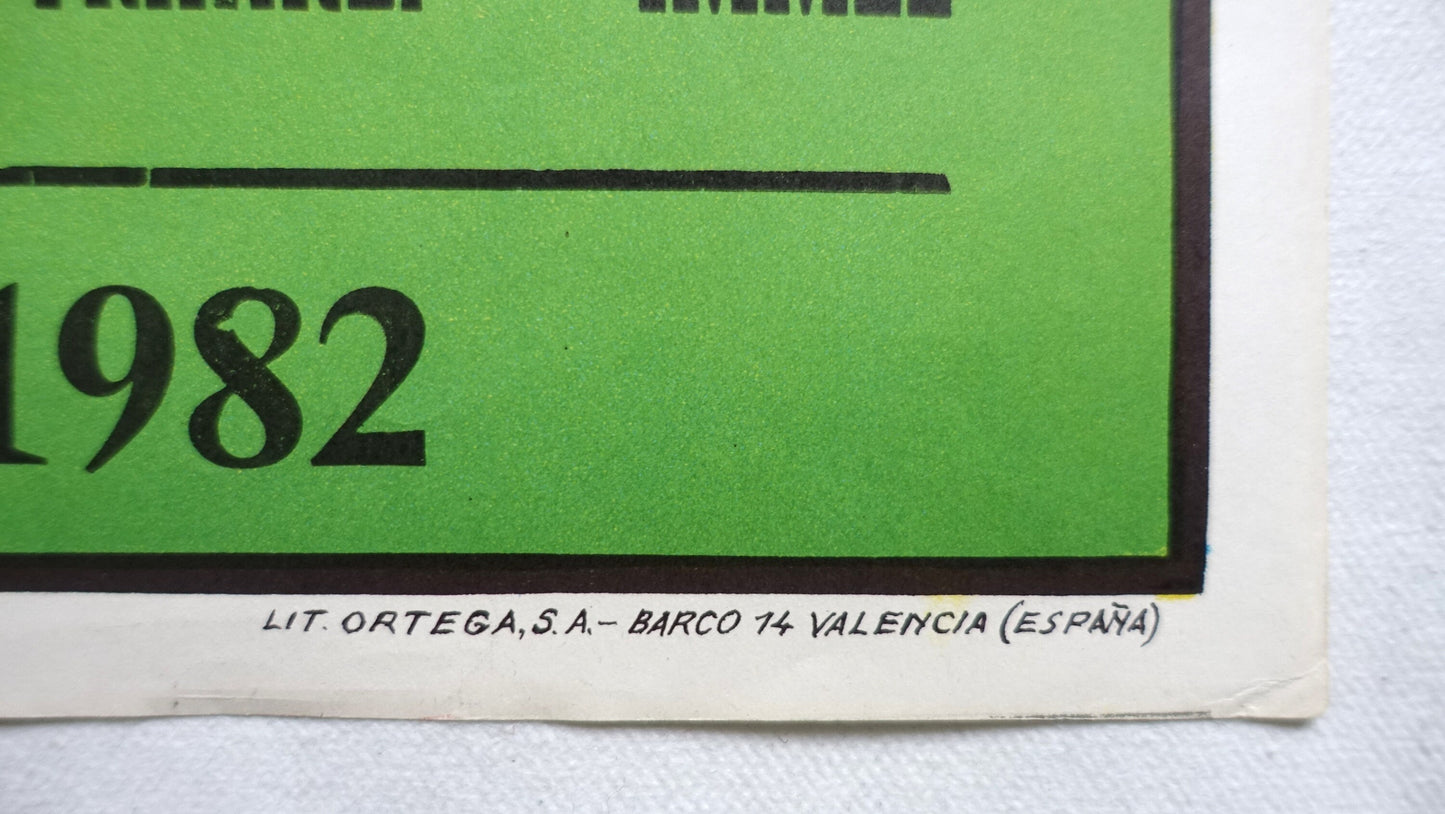 1982
LIT. ORTEGA, S. A. – BARCO 14 VALENCIA (ESPAÑA)